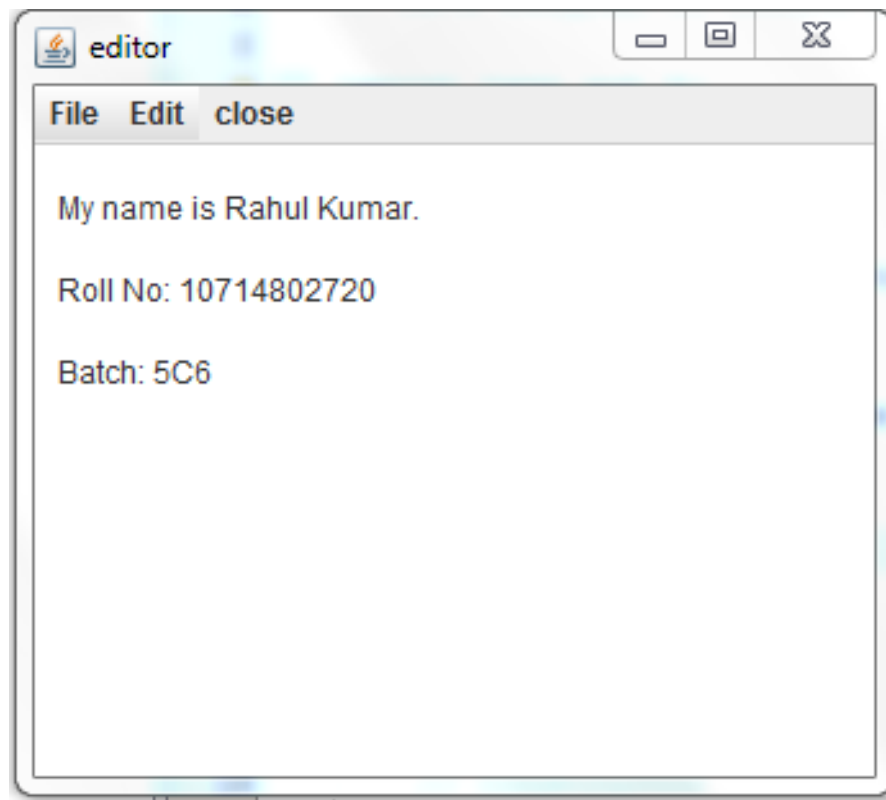 editor
File Edit close
My name is Rahul Kumar.
Roll No: 10714802720
Batch: 5C6